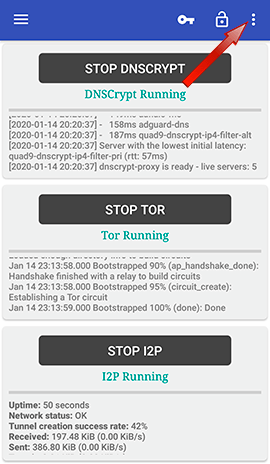 STOP DNSCRYPT
DNSCrypt Running
[2020-01-14 20:20:37] - 158ms adguard-dns
[2020-01-14 20:20:37] - 187ms quad9-dnscrypt-ip4-filter-alt
[2020-01-14 20:20:37] Server with the lowest initial latency:
quad9-dnscrypt-ip4-filter-pri (rtt: 57ms)
[2020-01-14 20:20:37] dnscrypt-proxy is ready - live servers: 5
STOP TOR
Tor Running
Jan 14 23:13:58.000 Bootstrapped 90% (ap_handshake_done):
Handshake finished with a relay to build circuits
Jan 14 23:13:58.000 Bootstrapped 95% (circuit_create):
Establishing a Tor circuit
Jan 14 23:13:59.000 Bootstrapped 100% (done): Done
STOP I2P
I2P Running
Uptime: 50 seconds
Network status: OK
Tunnel creation success rate: 42%
Received: 197.48 KiB (0.00 KiB/s)
Sent: 386.80 KiB (0.00 KiB/s)